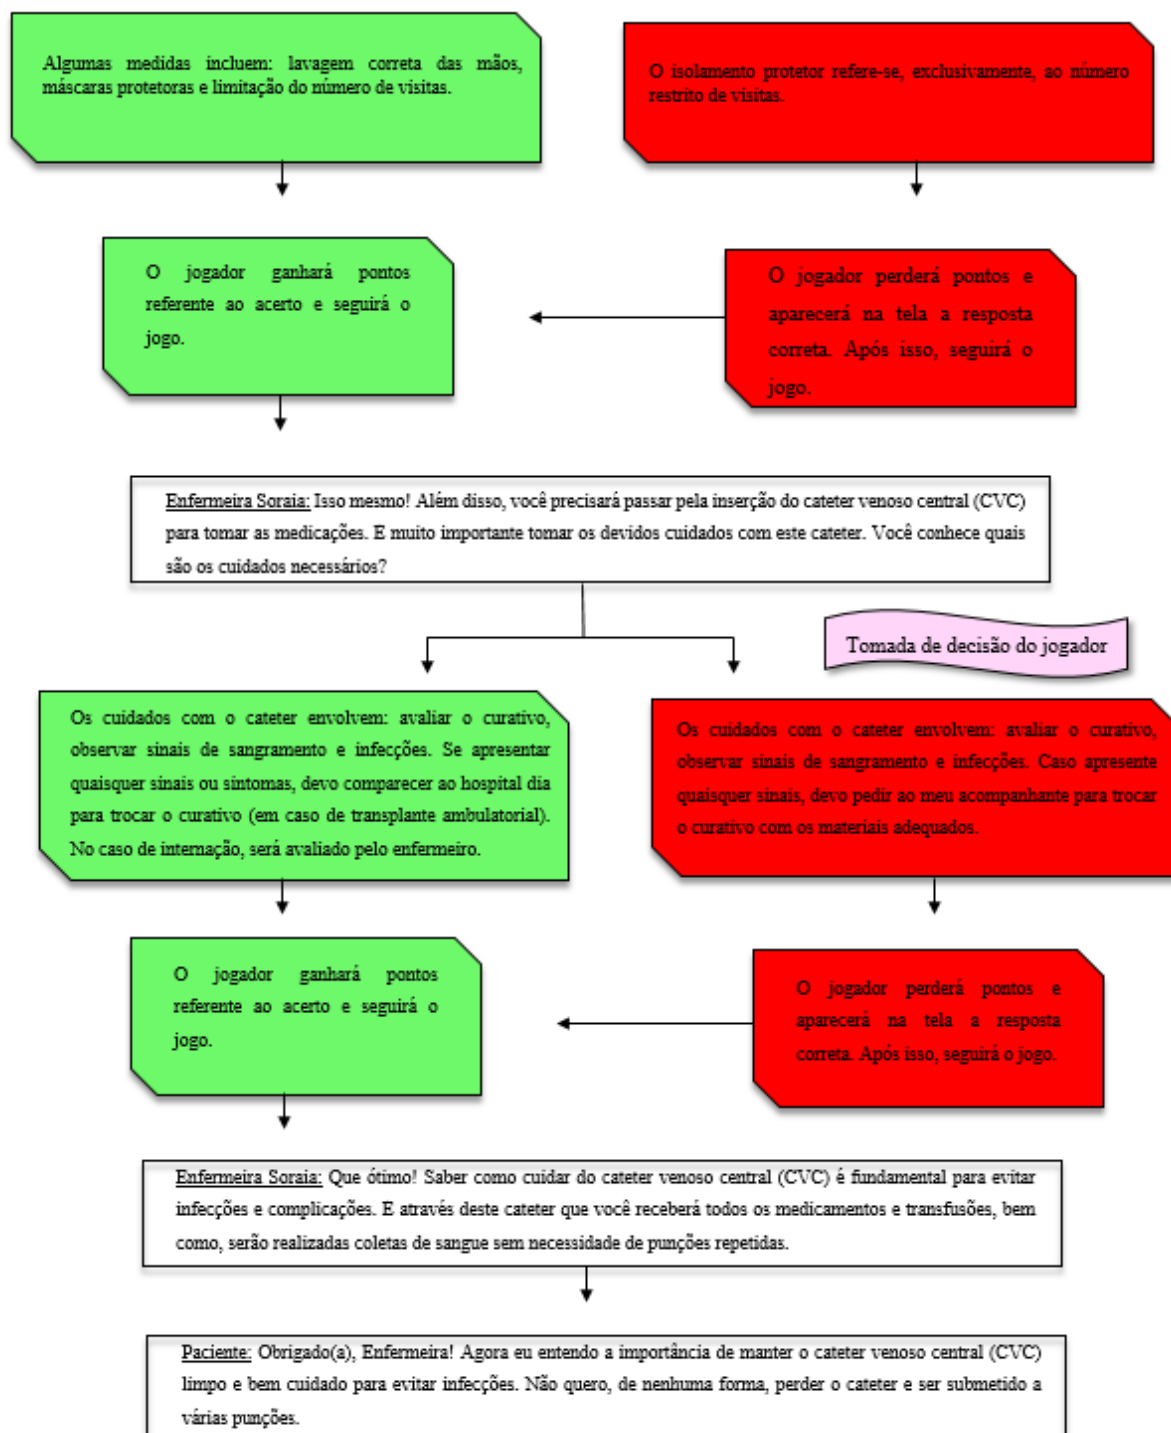 Algumas medidas incluem: lavagem correta das mãos,
máscaras protetoras e limitação do número de visitas.
O isolamento protetor refere-se, exclusivamente, ao número
restrito de visitas.
O jogador ganhará pontos
referente ao acerto e seguirá o
jogo.
O jogador perderá pontos e
aparecerá na tela a resposta
correta. Após isso, seguirá o
jogo.
Enfermeira Soraia: Isso mesmo! Além disso, você precisará passar pela inserção do cateter venoso central (CVC)
para tomar as medicações. E muito importante tomar os devidos cuidados com este cateter. Você conhece quais
são os cuidados necessários?
Tomada de decisão do jogador
Os cuidados com o cateter envolvem: avaliar o curativo,
observar sinais de sangramento e infecções. Se apresentar
quaisquer sinais ou sintomas, devo comparecer ao hospital dia
para trocar o curativo (em caso de transplante ambulatorial).
No caso de internação, será avaliado pelo enfermeiro.
Os cuidados com o cateter envolvem: avaliar o curativo,
observar sinais de sangramento e infecções. Caso apresente
quaisquer sinais, devo pedir ao meu acompanhante para trocar
o curativo com os materiais adequados.
O jogador ganhará pontos
referente ao acerto e seguirá o
jogo.
O jogador perderá pontos e
aparecerá na tela a resposta
correta. Após isso, seguirá o jogo.
Enfermeira Soraia: Que ótimo! Saber como cuidar do cateter venoso central (CVC) é fundamental para evitar
infecções e complicações. E através deste cateter que você receberá todos os medicamentos e transfusões, bem
como, serão realizadas coletas de sangue sem necessidade de punções repetidas.
Paciente: Obrigado(a), Enfermeira! Agora eu entendo a importância de manter o cateter venoso central (CVC)
limpo e bem cuidado para evitar infecções. Não quero, de nenhuma forma, perder o cateter e ser submetido a
várias punções.